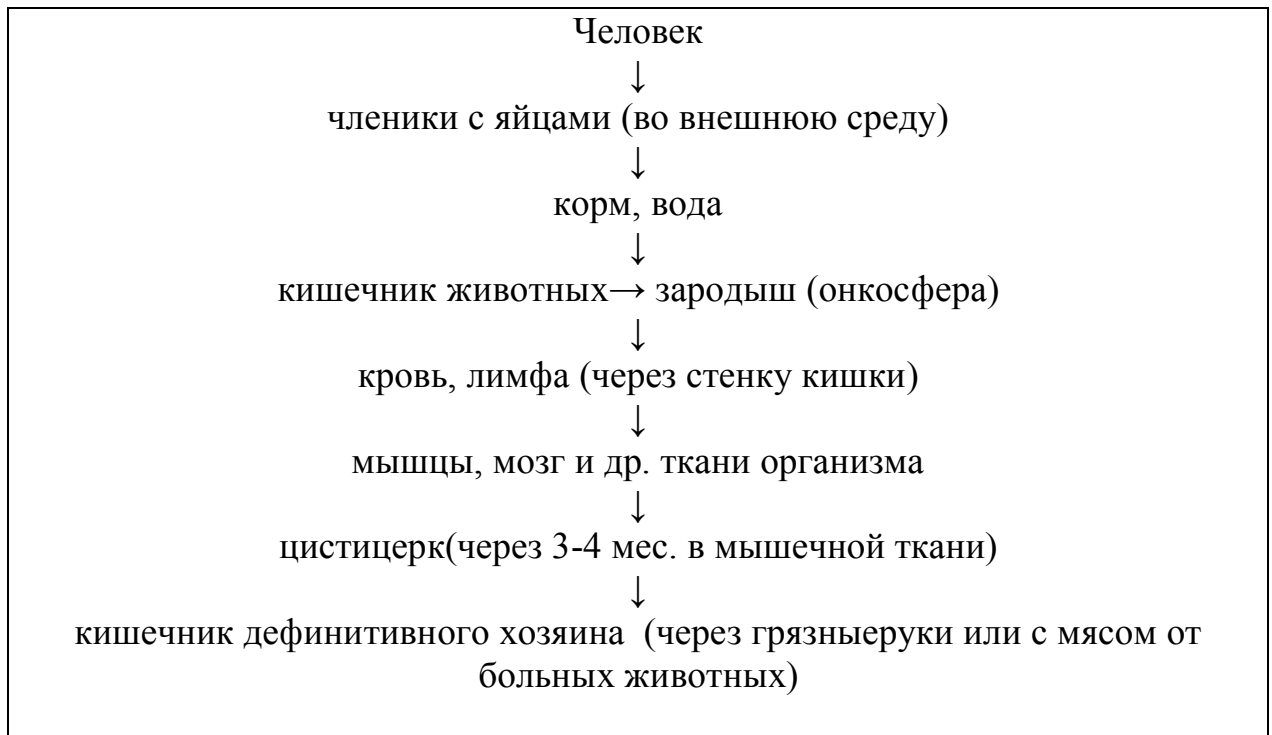 Человек
↓
членики с яйцами (во внешнюю среду)
↓
корм, вода
↓
кишечник животных→ зародыш (онкосфера)
↓
кровь, лимфа (через стенку кишки)
↓
мышцы, мозг и др. ткани организма
↓
цистицерк(через 3-4 мес. в мышечной ткани)
↓
кишечник дефинитивного хозяина (через грязныеруки или с мясом от
больных животных)